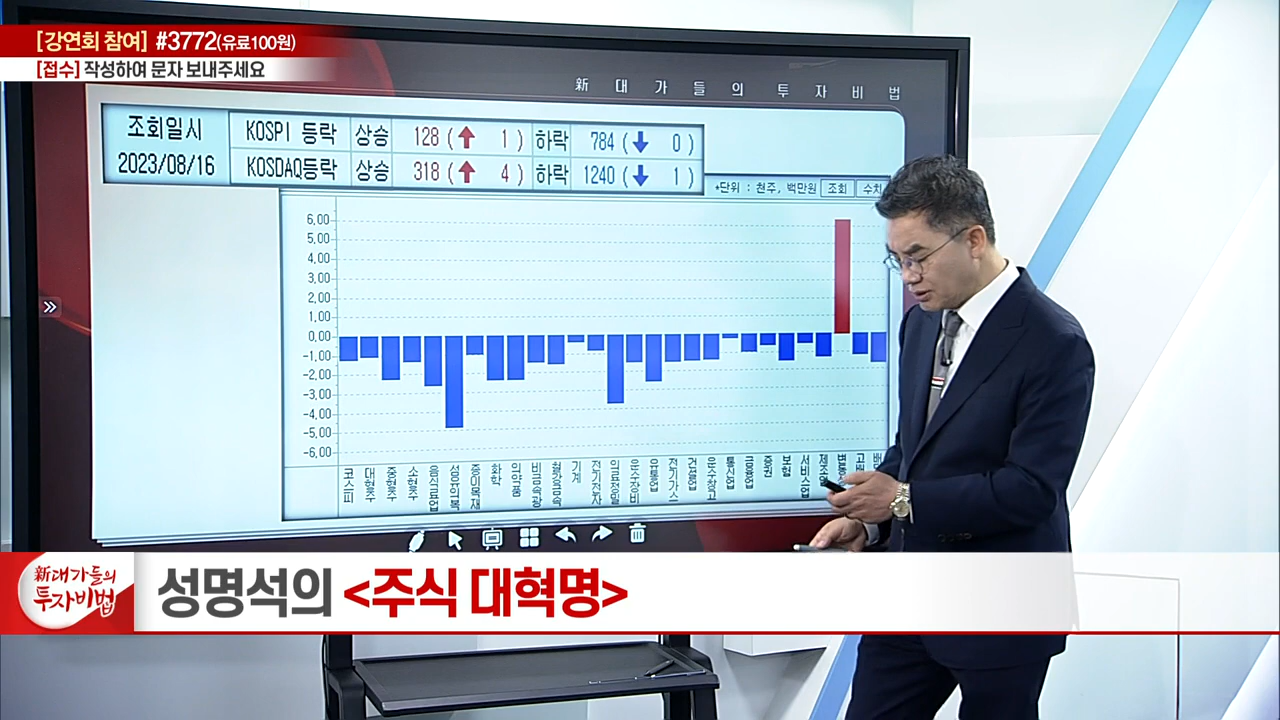 [강연회 참여] #3772(유료100원)
[접수] 작성하여 문자 보내주세요
新 대가들의 투자비법
조회일시
2023/08/16
KOSPI 등락 상승 128 ( ↑ 1 ) 하락 784 ( ↓ 0 )
KOSDAQ등락 상승 318 ( ↑ 4 ) 하락 1240 ( ↓ 1 )
*단위 : 천주, 백만원 조회 수치
6,00
5,00
4,00
3,00
2,00
1,00
0,00
-1,00
-2,00
-3,00
-4,00
-5,00
-6,00
코스피
대형주
중형주
소형주
음식료업
섬유의복
종이목재
화학
의약품
비금속광
철강금속
기계
전기전자
의료정밀
운수장비
유통업
전기가스
건설업
운수창고
통신업
금융업
증권
보험
서비스업
제조업
新대가들의
투자비법
성명석의 <주식 대혁명>